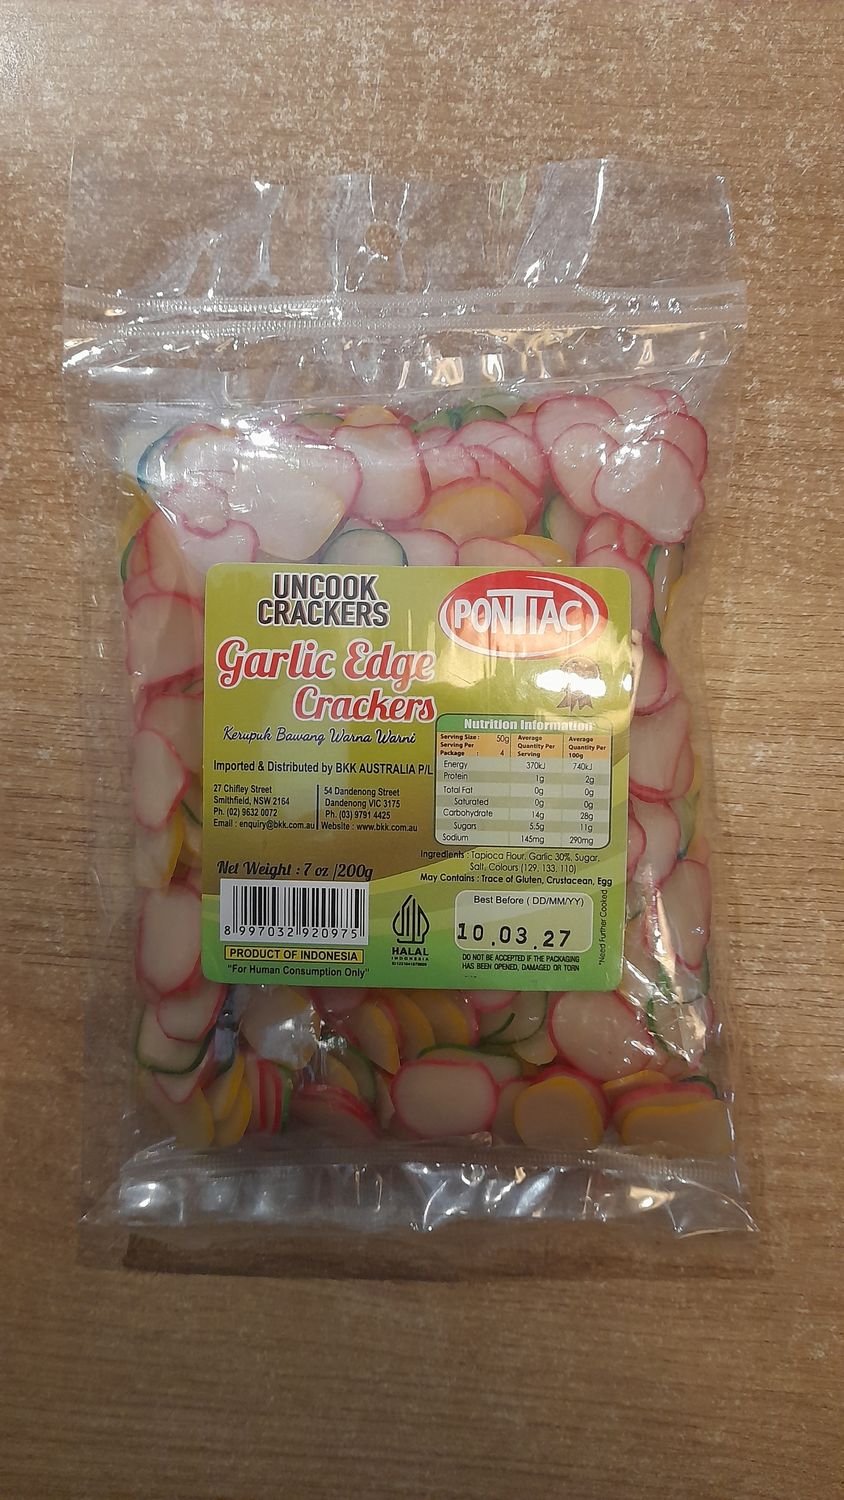 UNCOOK
CRACKERS
PONTIAC
Garlic Edge
Crackers
Kerupuk Bawang Warna Warni
Imported & Distributed by BKK AUSTRALIA P/L
27 Chifley Street
Smithfield, NSW 2164
Ph. (02) 9632 0072
Email : enquiry@bkk.com.au
54 Dandenong Street
Dandenong VIC 3175
Ph. (03) 9791 4425
Website : www.bkk.com.au
Nutrition Information
Serving Size : 50g
Serving Per
Package : 4
Average
Quantity Per
Serving
Average
Quantity Per
100g
Energy 370kJ 740kJ
Protein 1g 2g
Total Fat 0g 0g
Saturated 0g 0g
Carbohydrate 14g 28g
Sugars 5.5g 11g
Sodium 145mg 290mg
Ingredients : Tapioca Flour, Garlic 30%, Sugar,
Salt, Colours (129, 133, 110)
May Contains : Trace of Gluten, Crustacean, Egg
Net Weight : 7 oz /200g
8 997032 920975
PRODUCT OF INDONESIA
"For Human Consumption Only"
HALAL
INDONESIA
Best Before ( DD/MM/YY)
10.03.27
DO NOT BE ACCEPTED IF THE PACKAGING
HAS BEEN OPENED, DAMAGED OR TORN
*Need Further Cooked